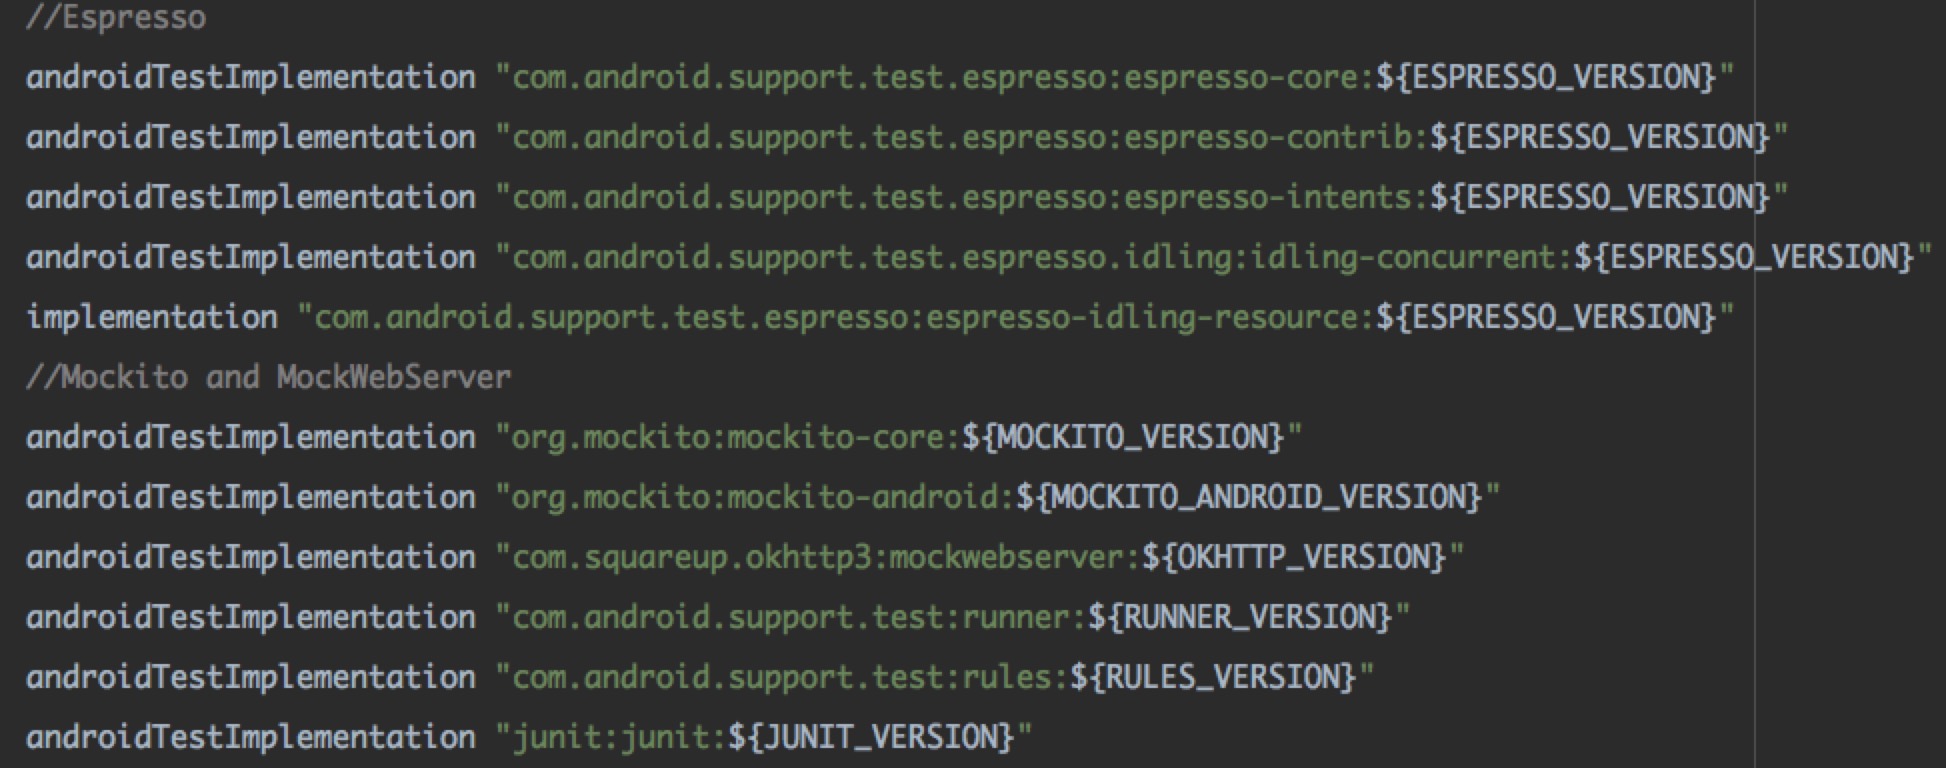 //Espresso
androidTestImplementation "com.android.support.test.espresso:espresso-core:${ESPRESSO_VERSION}"
androidTestImplementation "com.android.support.test.espresso:espresso-contrib:${ESPRESSO_VERSION}"
androidTestImplementation "com.android.support.test.espresso:espresso-intents:${ESPRESSO_VERSION}"
androidTestImplementation "com.android.support.test.espresso.idling:idling-concurrent:${ESPRESSO_VERSION}"
implementation "com.android.support.test.espresso:espresso-idling-resource:${ESPRESSO_VERSION}"
//Mockito and MockWebServer
androidTestImplementation "org.mockito:mockito-core:${MOCKITO_VERSION}"
androidTestImplementation "org.mockito:mockito-android:${MOCKITO_ANDROID_VERSION}"
androidTestImplementation "com.squareup.okhttp3:mockwebserver:${OKHTTP_VERSION}"
androidTestImplementation "com.android.support.test:runner:${RUNNER_VERSION}"
androidTestImplementation "com.android.support.test:rules:${RULES_VERSION}"
androidTestImplementation "junit:junit:${JUNIT_VERSION}"